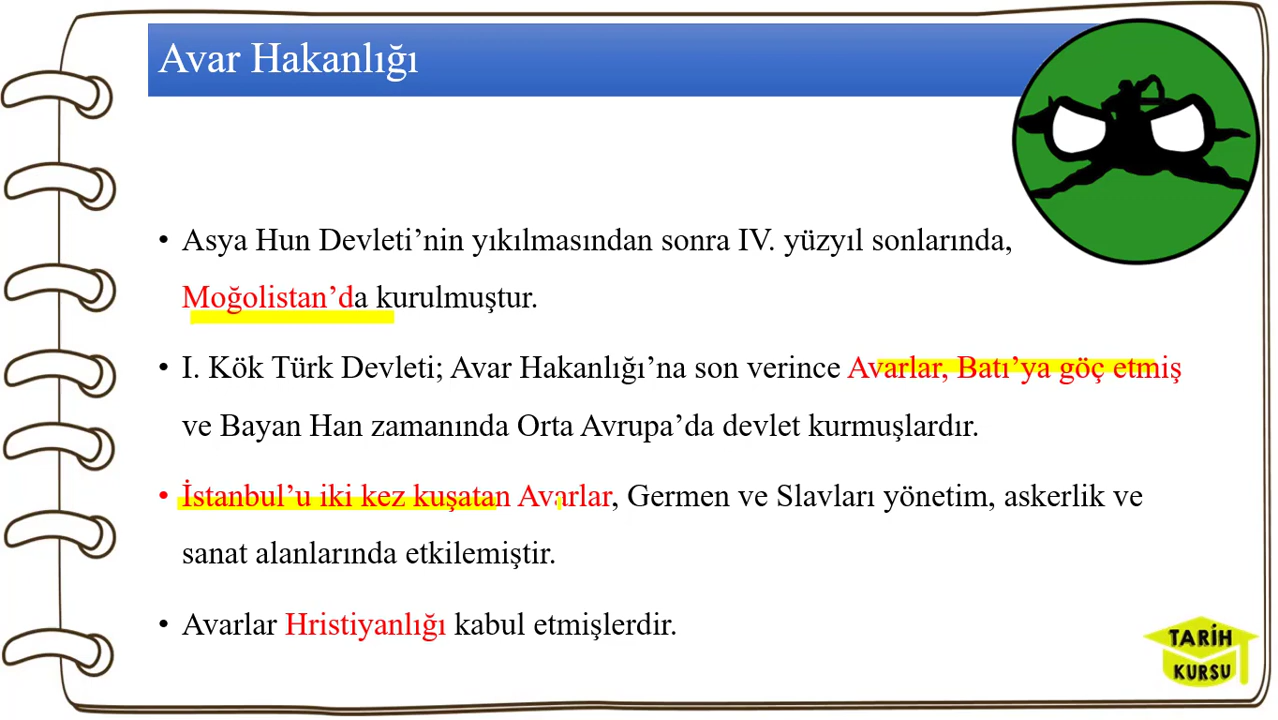 Avar Hakanlığı
• Asya Hun Devleti’nin yıkılmasından sonra IV. yüzyıl sonlarında,
Moğolistan’da kurulmuştur.
• I. Kök Türk Devleti; Avar Hakanlığı’na son verince Avarlar, Batı’ya göç etmiş
ve Bayan Han zamanında Orta Avrupa’da devlet kurmuşlardır.
• İstanbul’u iki kez kuşatan Avarlar, Germen ve Slavları yönetim, askerlik ve
sanat alanlarında etkilemiştir.
• Avarlar Hristiyanlığı kabul etmişlerdir.
TARİH
KURSU